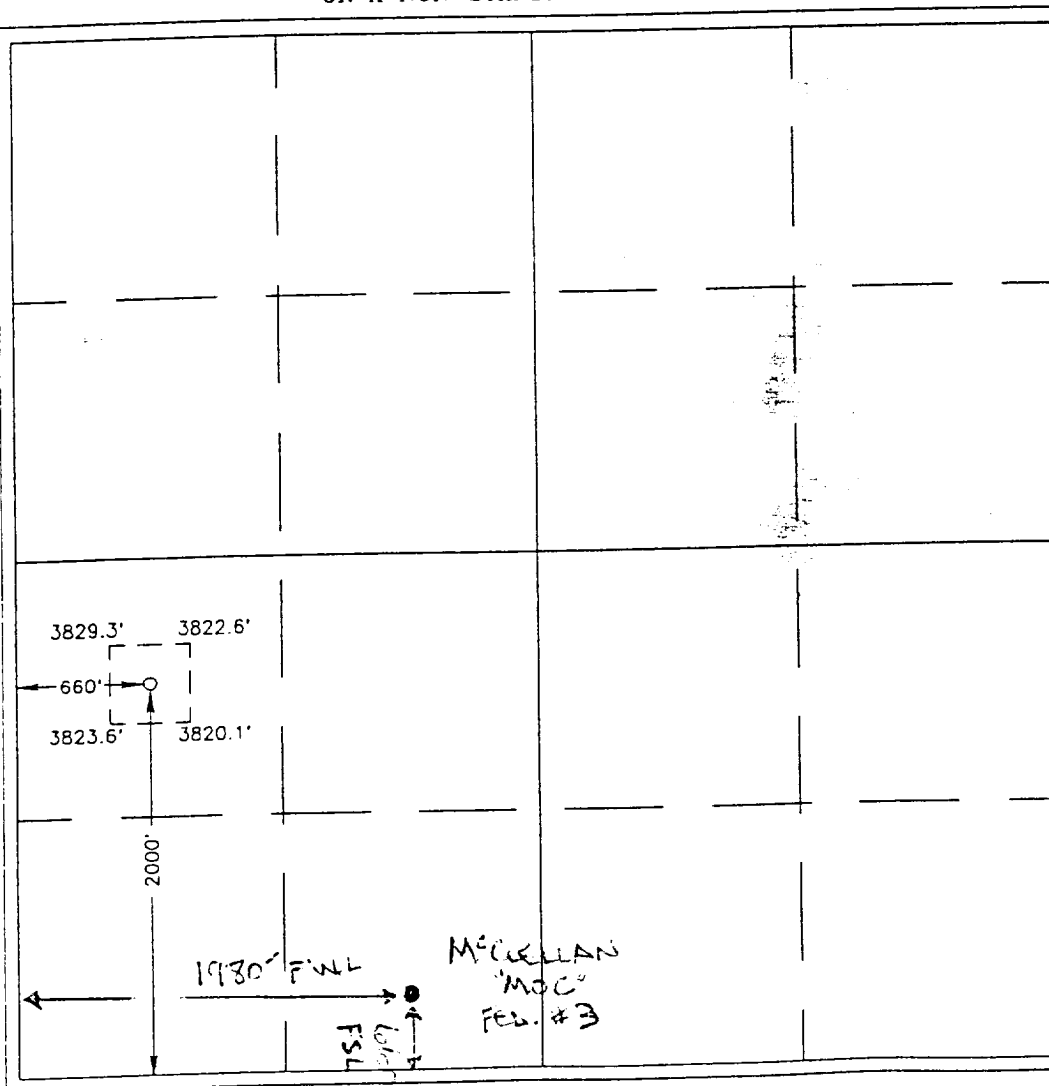 3829.3' 3822.6'
660'
3823.6' 3820.1'
2000'
1980' FWL
McCLELLAN
"MOC"
FED. #3
FSL